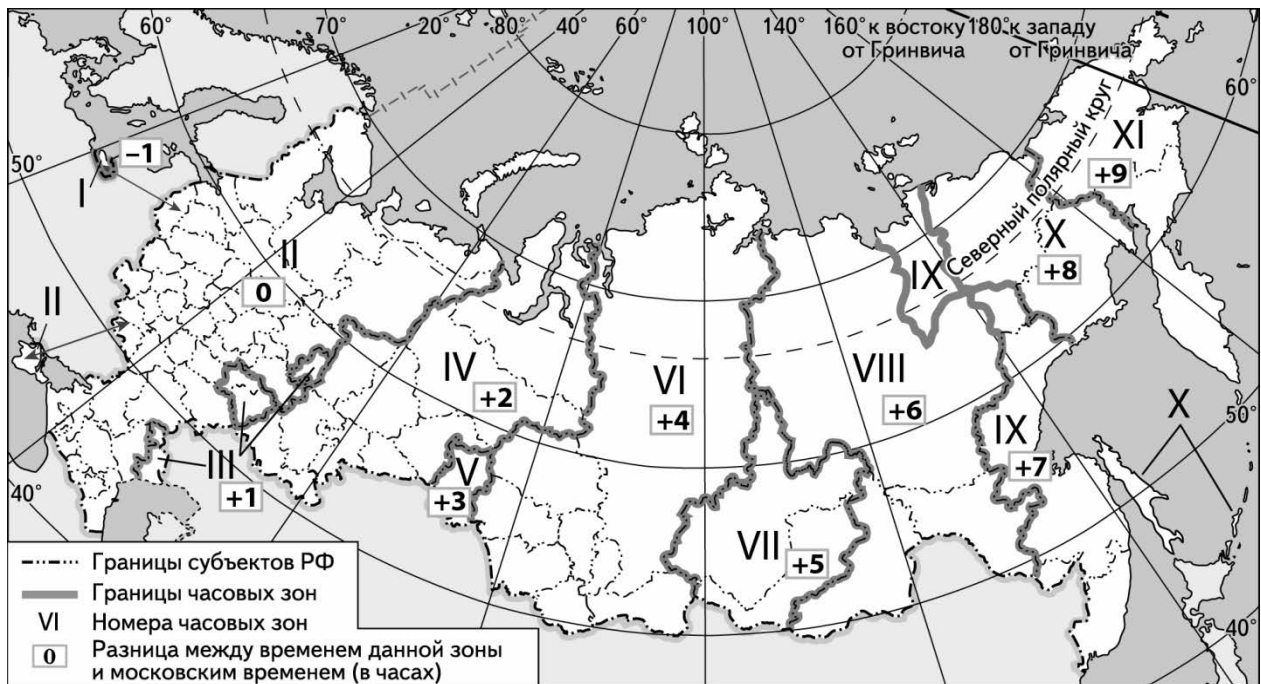 60°
70°
20°
80°
40°
60°
100°
140°
160° к востоку
от Гринвича
180° к западу
от Гринвича
60°
50°
50°
40°
50°
40°
Северный полярный круг
I
−1
II
II
0
III
+1
IV
+2
V
+3
VI
+4
VII
+5
VIII
+6
IX
IX
+7
X
+8
X
XI
+9
Границы субъектов РФ
Границы часовых зон
VI Номера часовых зон
0 Разница между временем данной зоны
и московским временем (в часах)